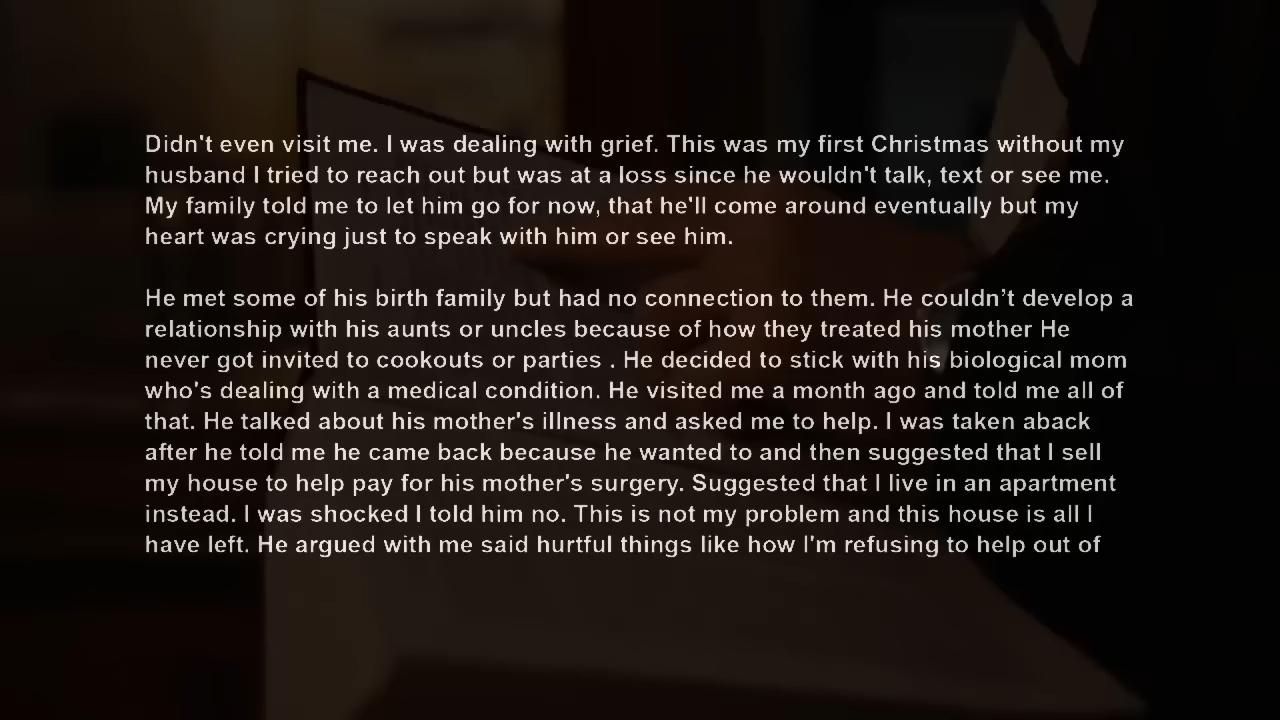 Didn't even visit me. I was dealing with grief. This was my first Christmas without my
husband I tried to reach out but was at a loss since he wouldn't talk, text or see me.
My family told me to let him go for now, that he'll come around eventually but my
heart was crying just to speak with him or see him.
He met some of his birth family but had no connection to them. He couldn’t develop a
relationship with his aunts or uncles because of how they treated his mother He
never got invited to cookouts or parties . He decided to stick with his biological mom
who's dealing with a medical condition. He visited me a month ago and told me all of
that. He talked about his mother's illness and asked me to help. I was taken aback
after he told me he came back because he wanted to and then suggested that I sell
my house to help pay for his mother's surgery. Suggested that I live in an apartment
instead. I was shocked I told him no. This is not my problem and this house is all I
have left. He argued with me said hurtful things like how I'm refusing to help out of